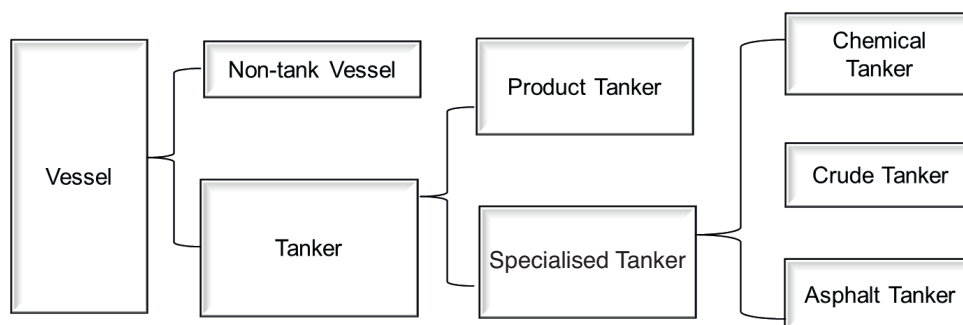 Vessel
Non-tank Vessel
Tanker
Product Tanker
Specialised Tanker
Chemical
Tanker
Crude Tanker
Asphalt Tanker